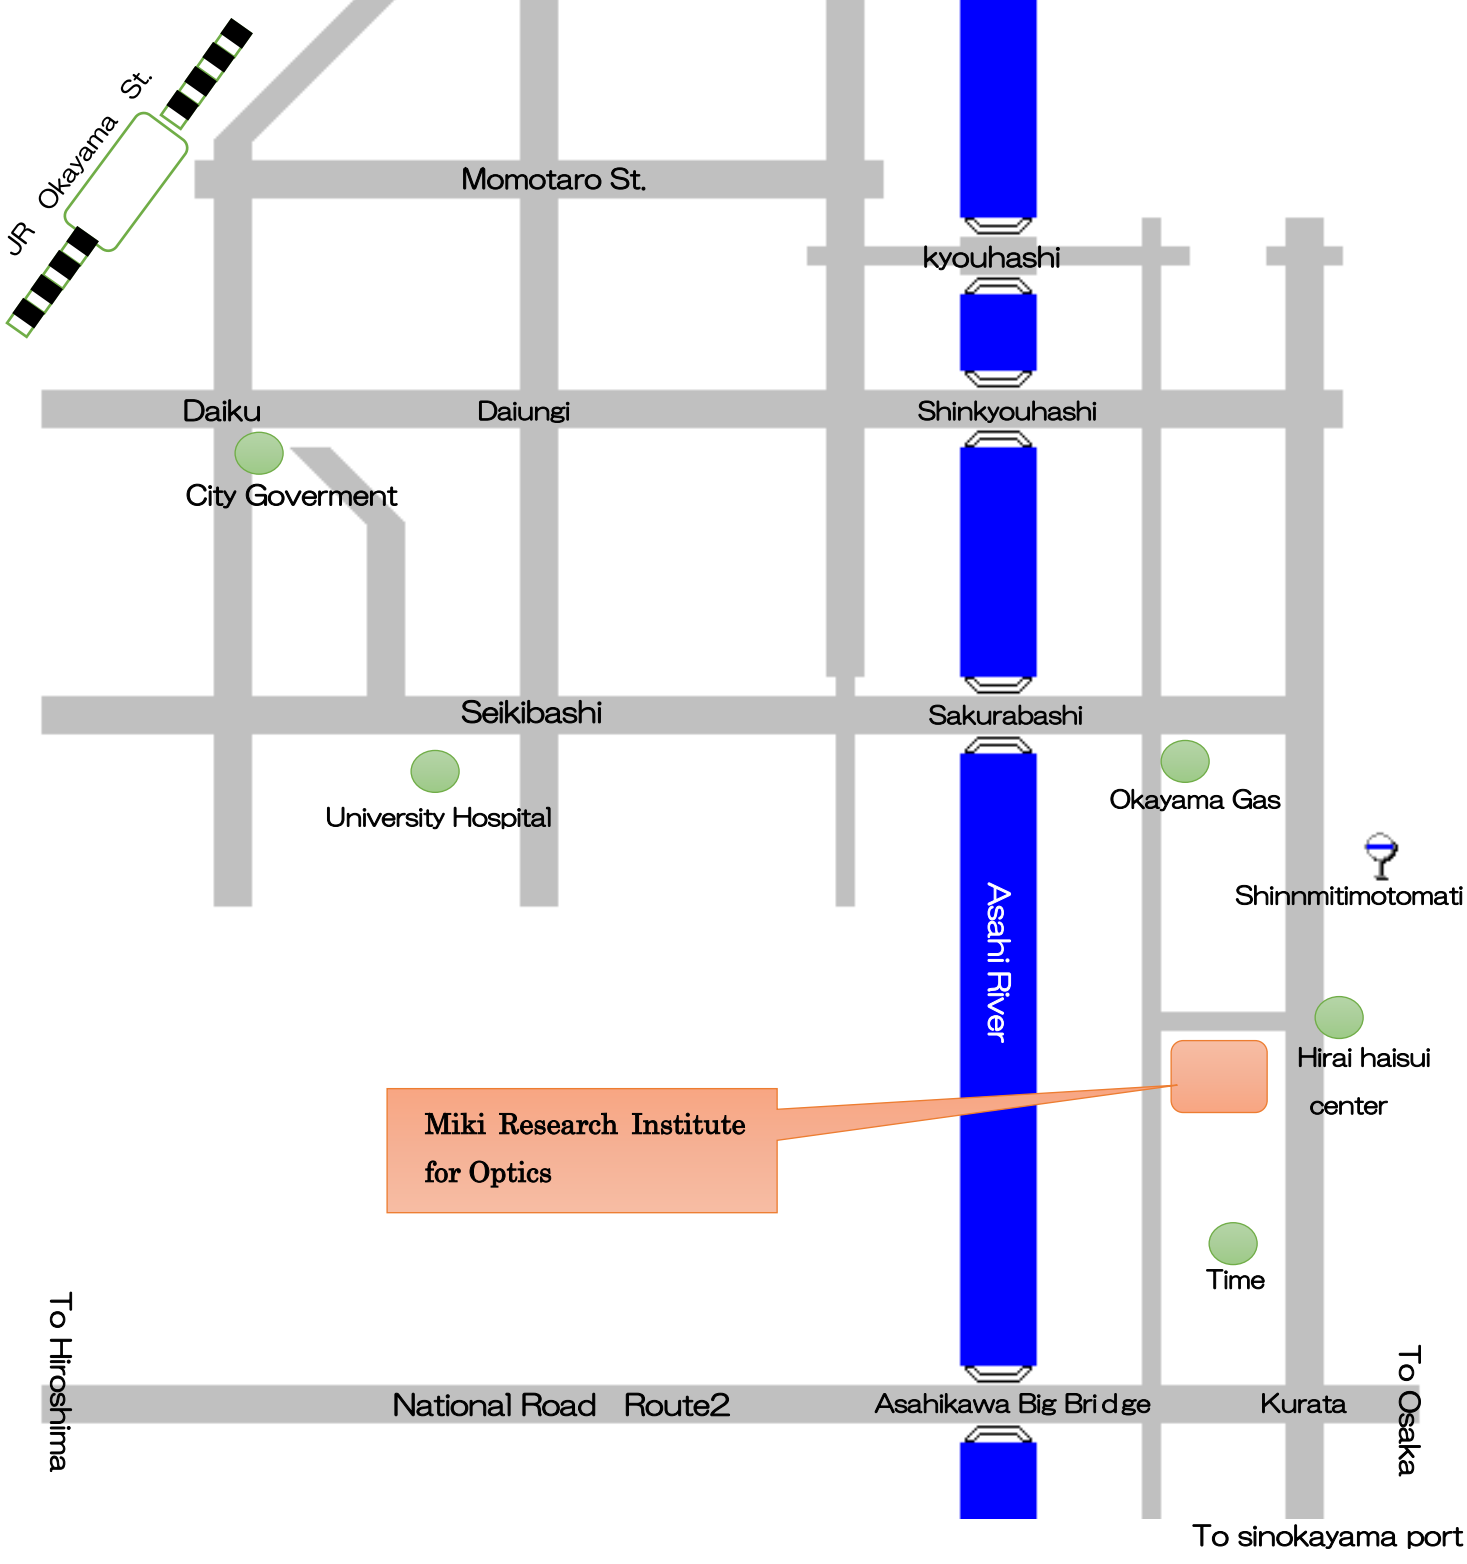 JR Okayama St.
Momotaro St.
kyouhashi
Daiku
Daiungi
Shinkyouhashi
City Goverment
Seikibashi
Sakurabashi
University Hospital
Okayama Gas
Shinnmitimotomati
Asahi River
Hirai haisui
center
Miki Research Institute
for Optics
Time
To Hiroshima
National Road Route2
Asahikawa Big Bridge
Kurata
To Osaka
To sinokayama port